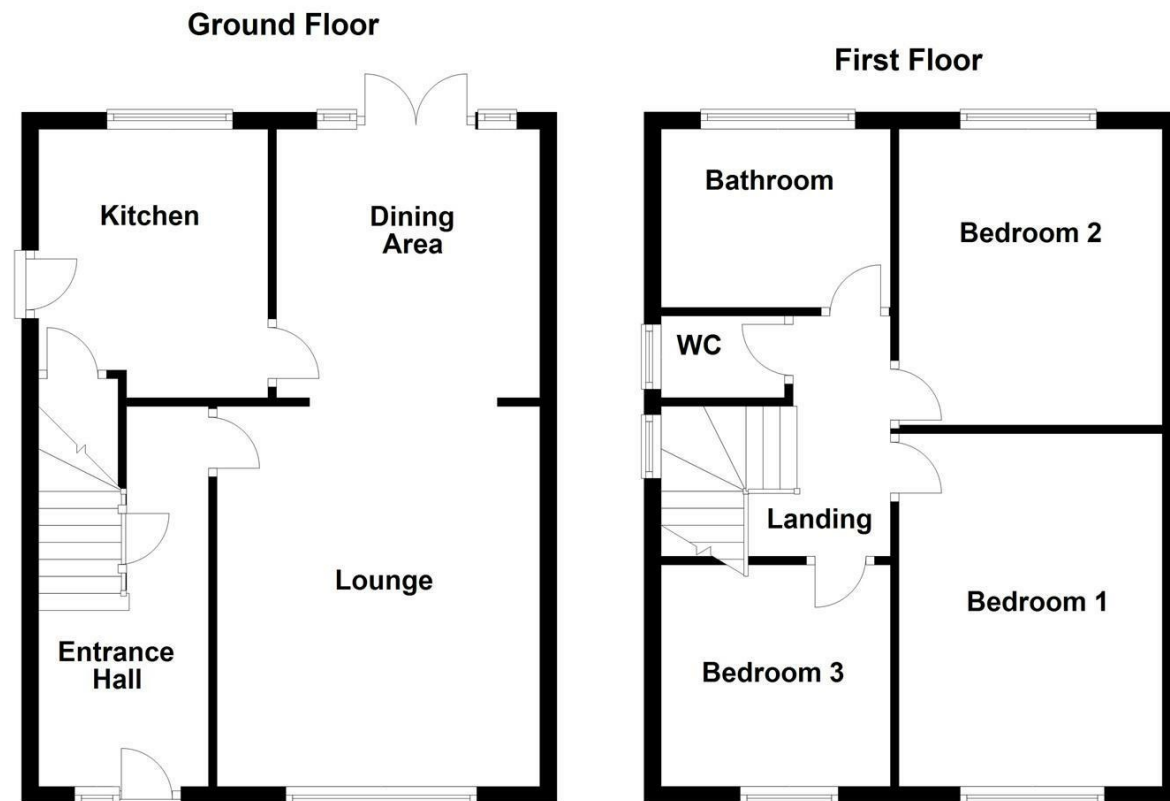 Ground Floor
Kitchen
Dining
Area
Lounge
Entrance
Hall
First Floor
Bathroom
Bedroom 2
WC
Landing
Bedroom 1
Bedroom 3